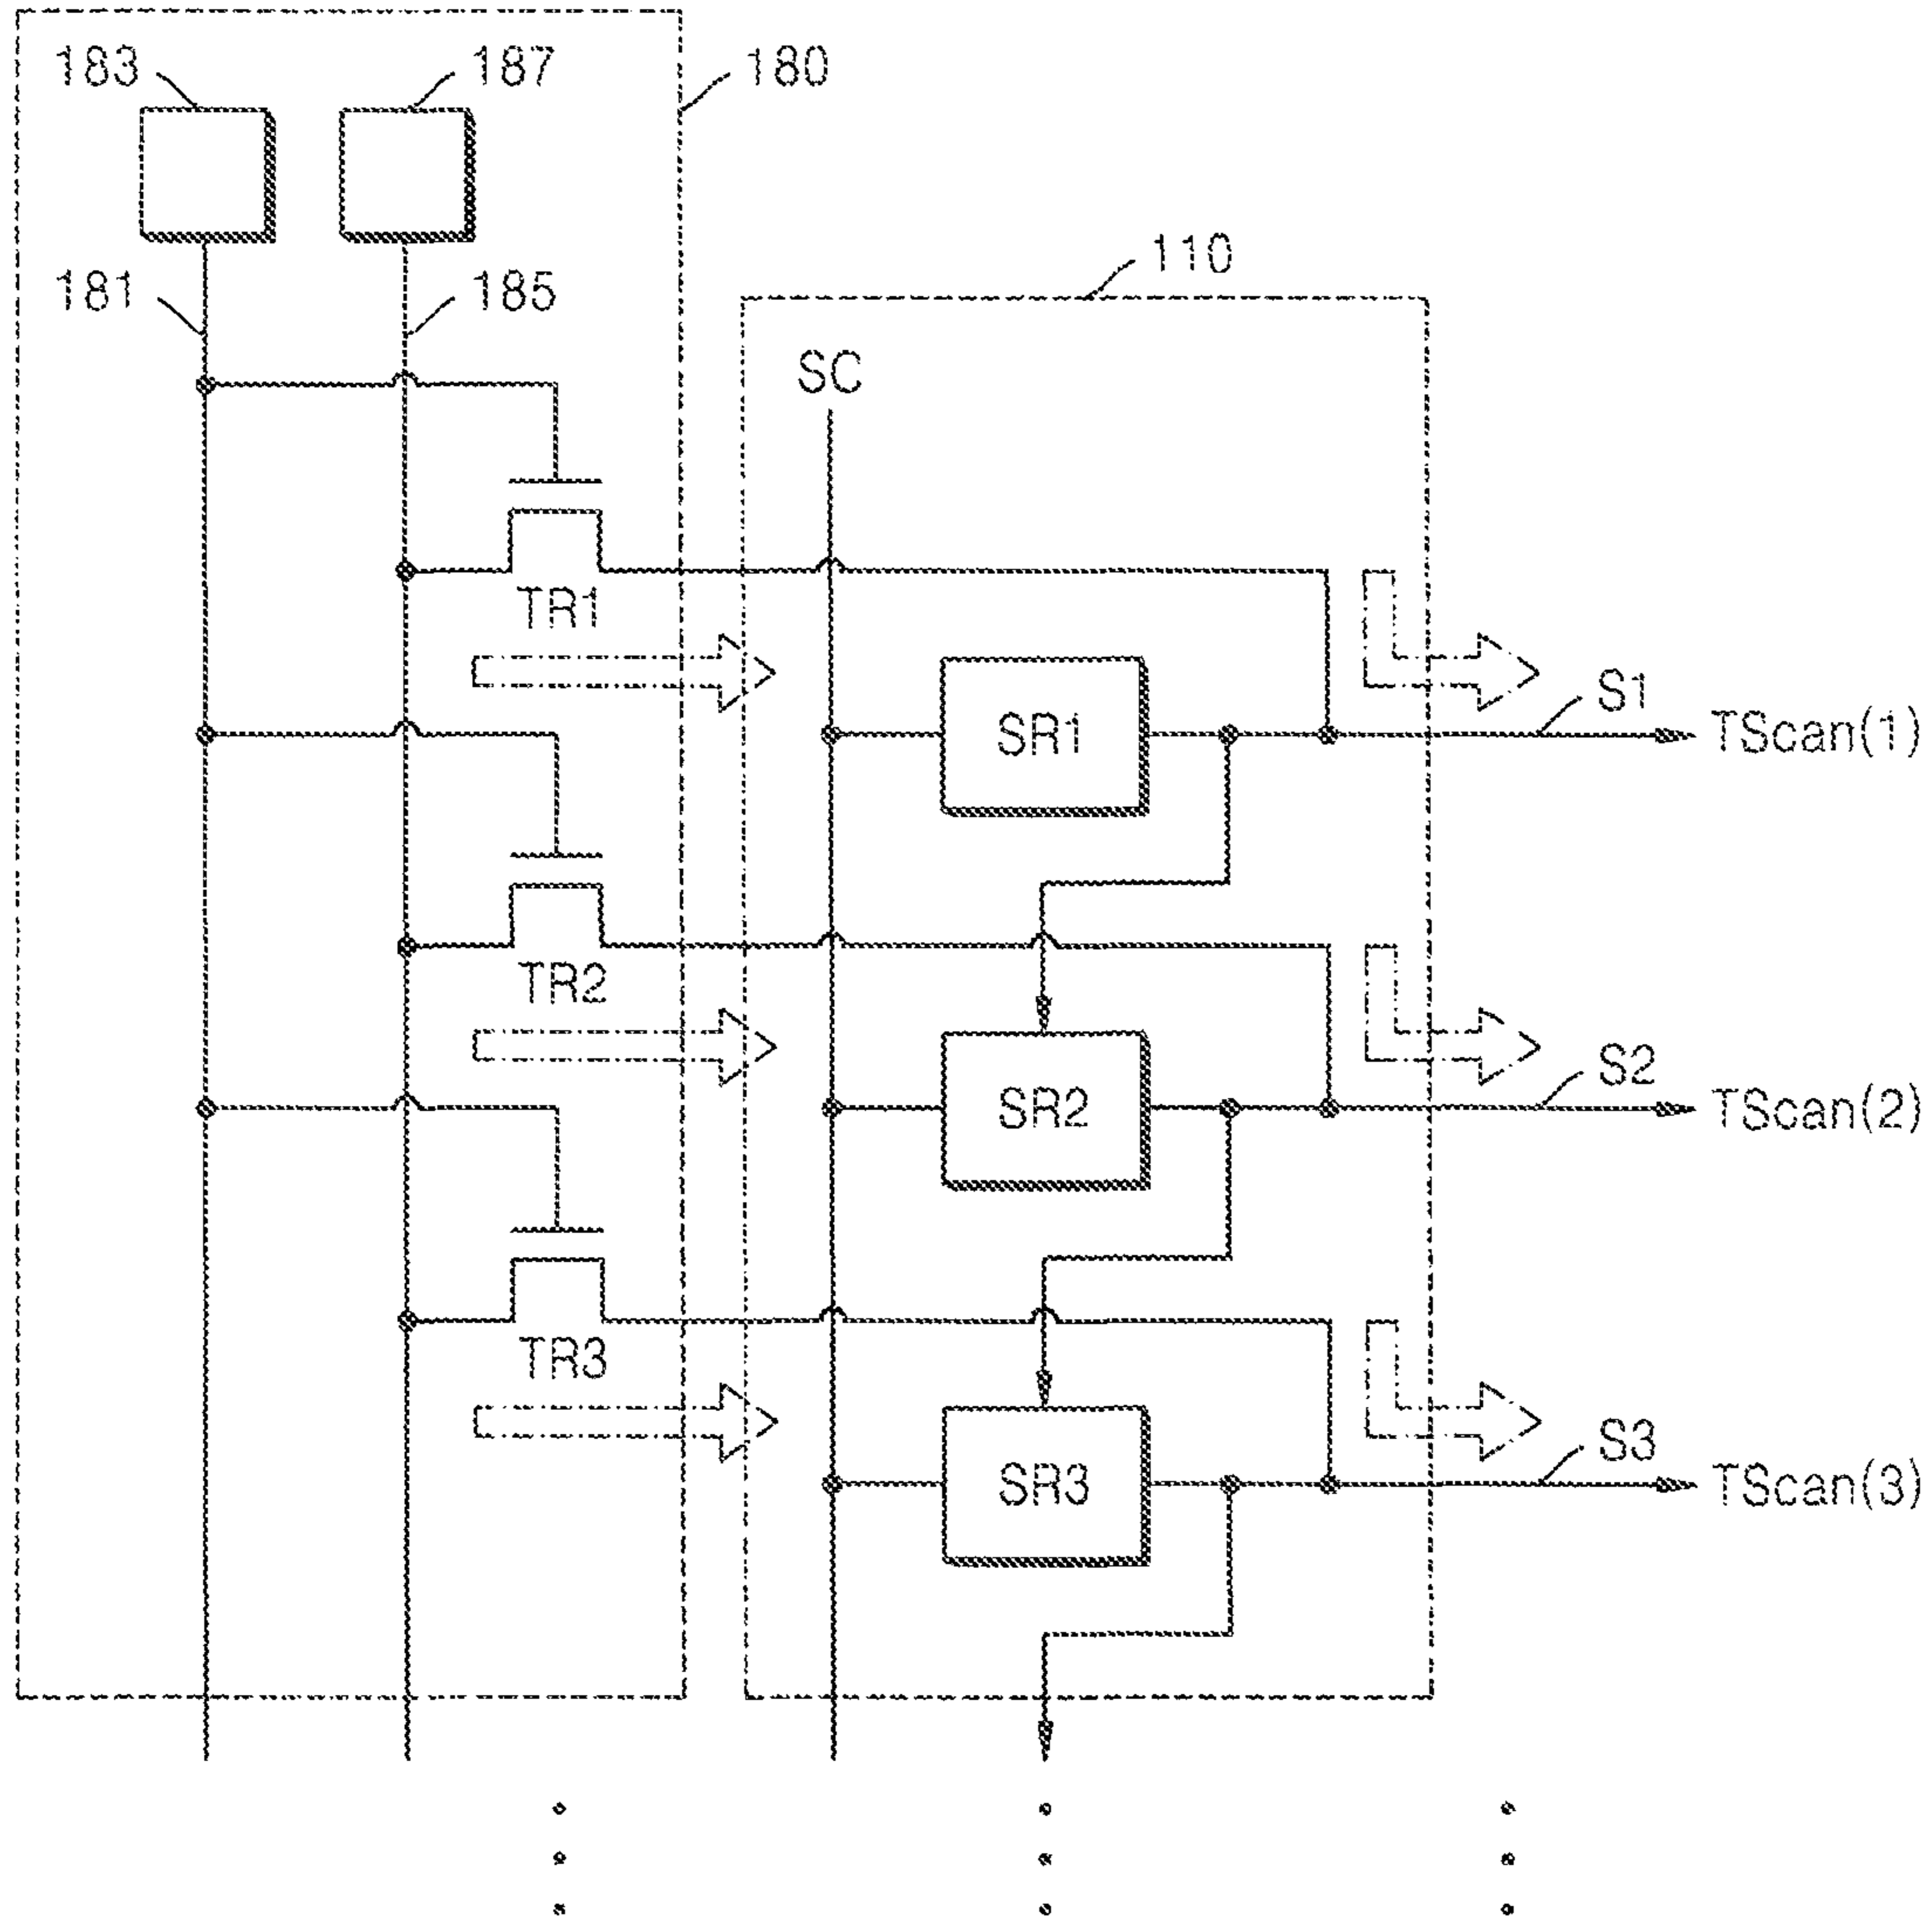 183
187
180
181
185
110
SC
TR1
SR1
S1
TScan(1)
TR2
SR2
S2
TScan(2)
TR3
SR3
S3
TScan(3)